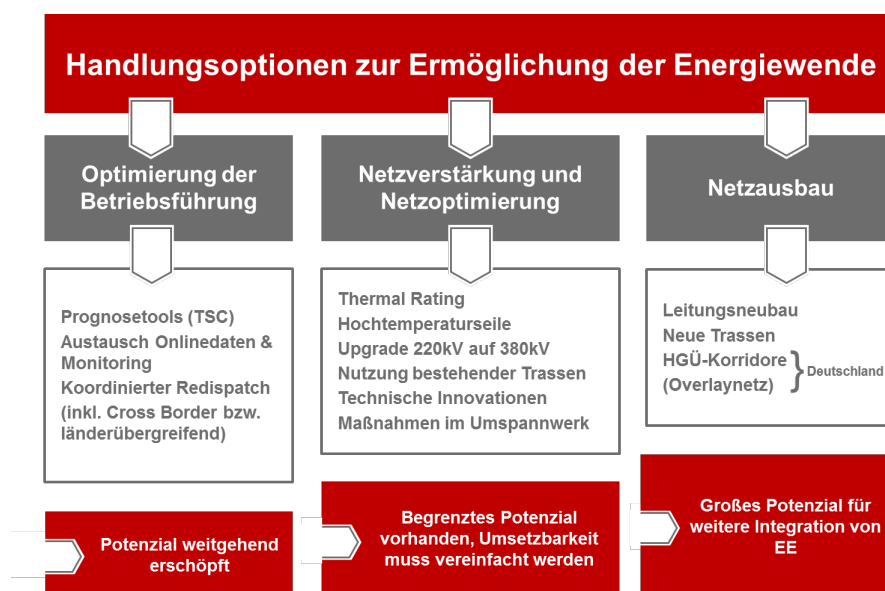 Handlungsoptionen zur Ermöglichung der Energiewende
Optimierung der
Betriebsführung
Prognosetools (TSC)
Austausch Onlinedaten &
Monitoring
Koordinierter Redispatch
(inkl. Cross Border bzw.
länderübergreifend)
Potenzial weitgehend
erschöpft
Netzverstärkung und
Netzoptimierung
Thermal Rating
Hochtemperaturseile
Upgrade 220kV auf 380kV
Nutzung bestehender Trassen
Technische Innovationen
Maßnahmen im Umspannwerk
Begrenztes Potenzial
vorhanden, Umsetzbarkeit
muss vereinfacht werden
Netzausbau
Leitungsneubau
Neue Trassen
HGÜ-Korridore
(Overlaynetz)
Deutschland
Großes Potenzial für
weitere Integration von
EE